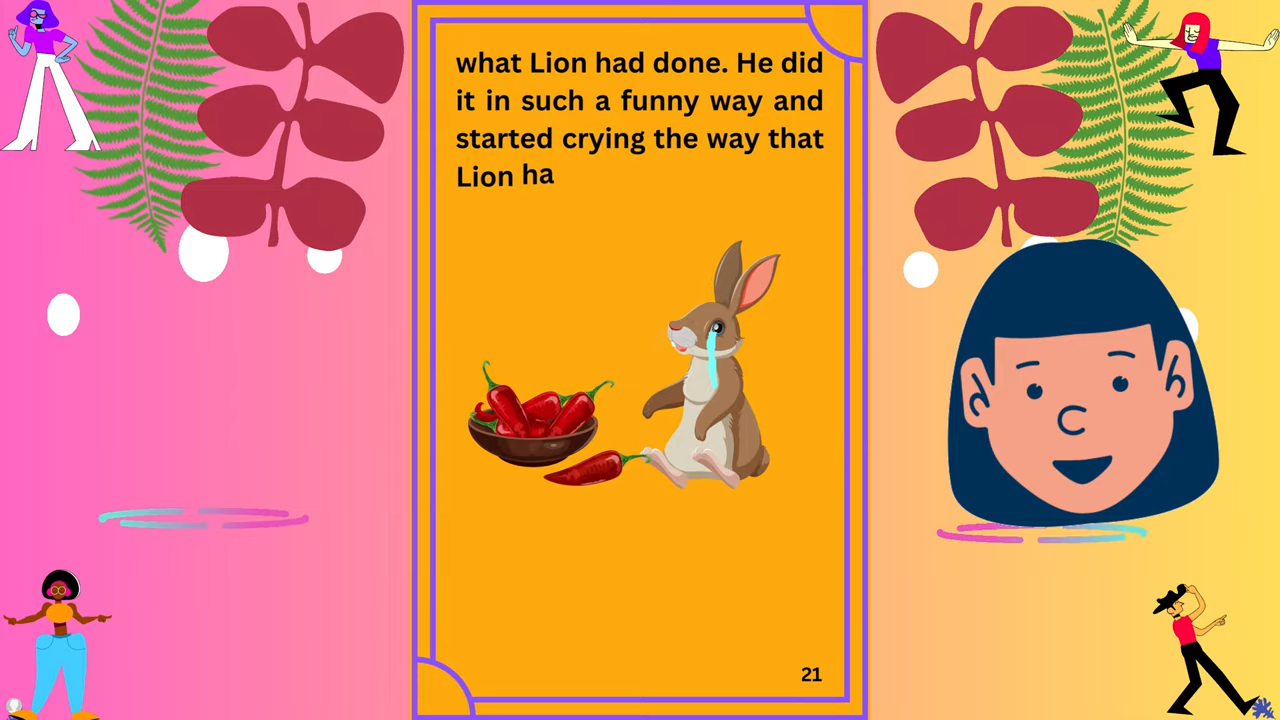 what Lion had done. He did
it in such a funny way and
started crying the way that
Lion ha
21